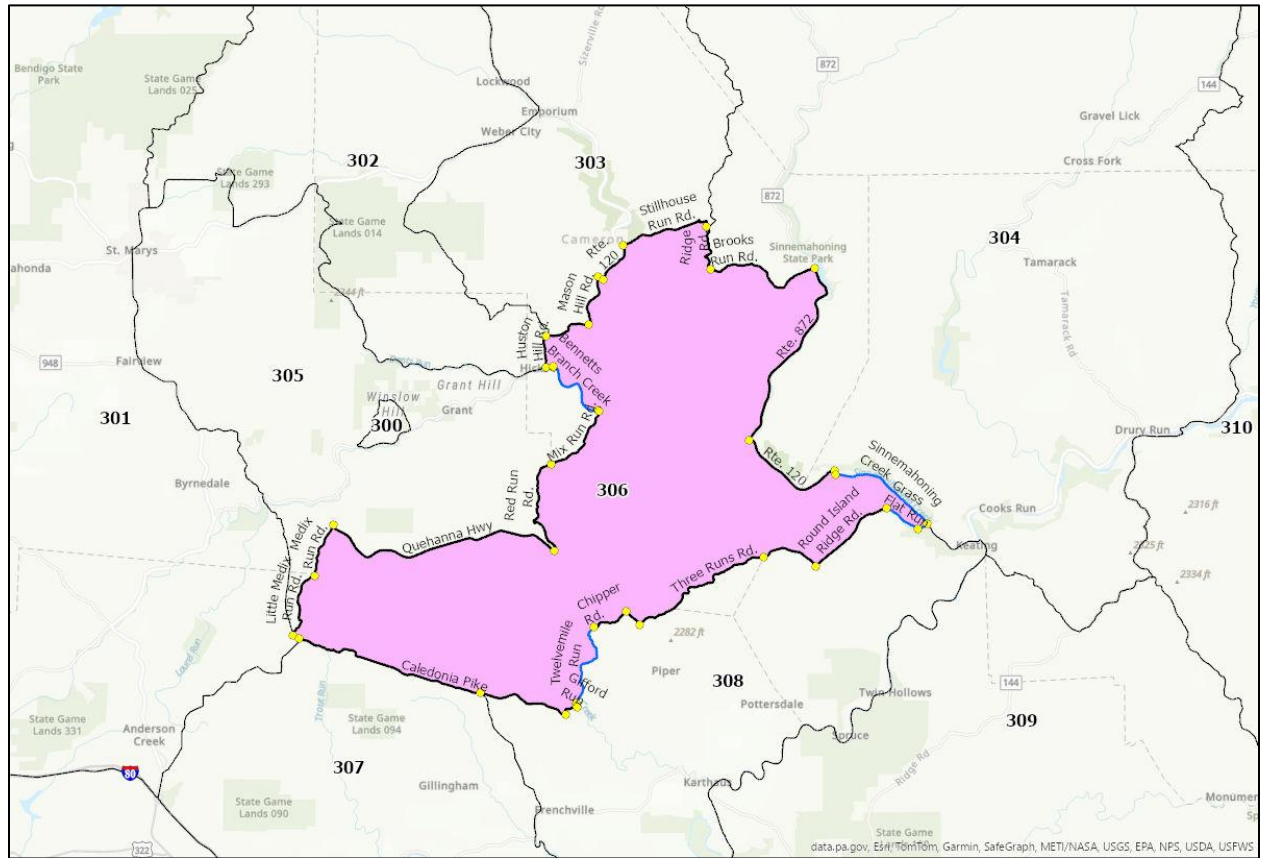 872
144
Bendigo State
Park
State Game
Lands 025
Sizerville Rd
Lockwood
Emporium
Weber City
Gravel Lick
Cross Fork
302
303
State Game
Lands 293
872
Stillhouse
Run Rd.
State Game
Lands 014
Cameron
Rte.
120
Ridge
Rd.
Brooks
Run Rd.
Sinnemahoning
State Park
304
St. Marys
Tamarack
Tamarack Rd
Mason
Hill Rd.
2244 ft
Huston
Hill Rd.
Bennetts
Branch Creek
Rte. 872
948
Fairview
305
Grant Hill
Winslow
Hill
Grant
300
301
Mix Run Rd.
Drury Run
310
Rte. 120
Sinnemahoning
Creek
Grass
Flat Run
Byrnedale
Red Run
Rd.
306
Round Island
Ridge Rd.
Cooks Run
2316 ft
Keating
2325 ft
Quehanna Hwy
Medix
Run Rd.
Little Medix
Run Rd.
Three Runs Rd.
2334 ft
Chipper
Rd.
2282 ft
Laurel Run
Twelvemile
Run
Gifford
Run
Piper
308
Caledonia Pike
Trout Run
Pottersdale
Twin Hollows
144
309
State Game
Lands 331
Anderson
Creek
State Game
Lands 094
Spruce
Ridge Rd
80
307
Gillingham
Karthaus
State Game
Lands 090
Frenchville
322
State Game
data.pa.gov, Esri, TomTom, Garmin, SafeGraph, METI/NASA, USGS, EPA, NPS, USDA, USFWS